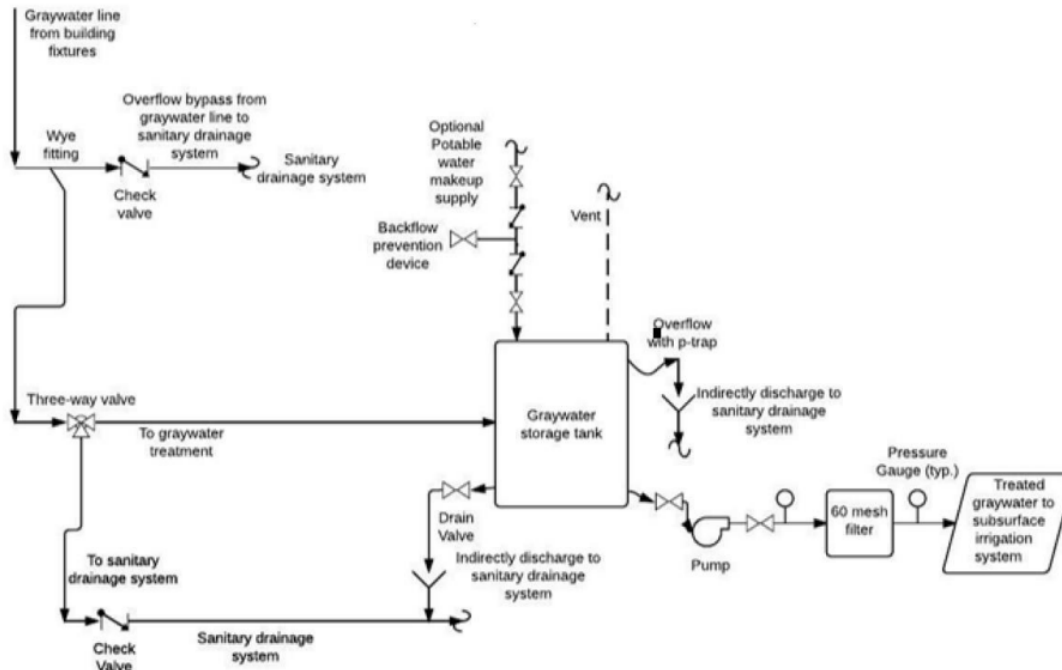 Graywater line
from building
fixtures
Wye
fitting
Overflow bypass from
graywater line to
sanitary drainage
system
Check
valve
Sanitary
drainage system
Optional
Potable
water
makeup
supply
Backflow
prevention
device
Vent
Overflow
with p-trap
Indirectly discharge to
sanitary drainage
system
Three-way valve
To graywater
treatment
Graywater
storage tank
Drain
Valve
Indirectly discharge to
sanitary drainage
system
Pump
Pressure
Gauge (typ.)
60 mesh
filter
Treated
graywater to
subsurface
irrigation
system
To sanitary
drainage system
Check
Valve
Sanitary drainage
system